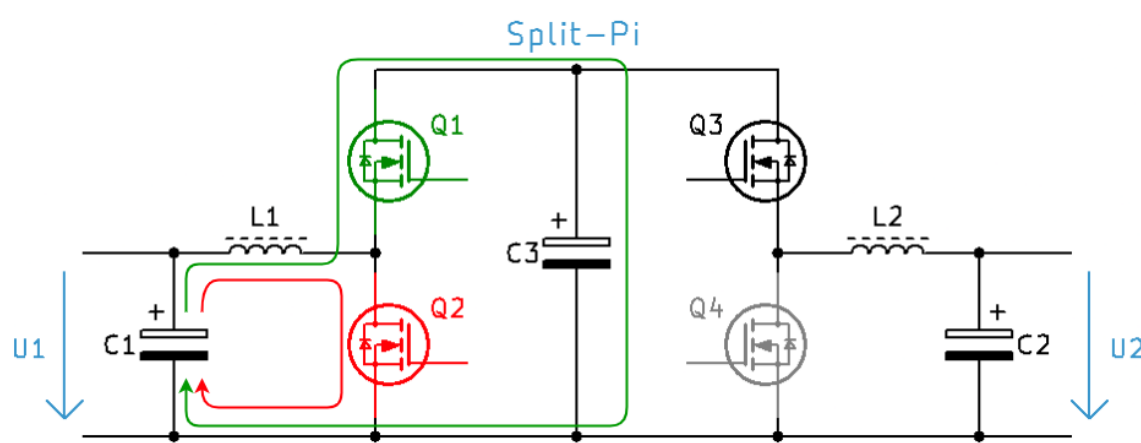 Split-Pi
Q1
Q3
L1
L2
+
C3
Q2
Q4
+
+
U1
C1
C2
U2